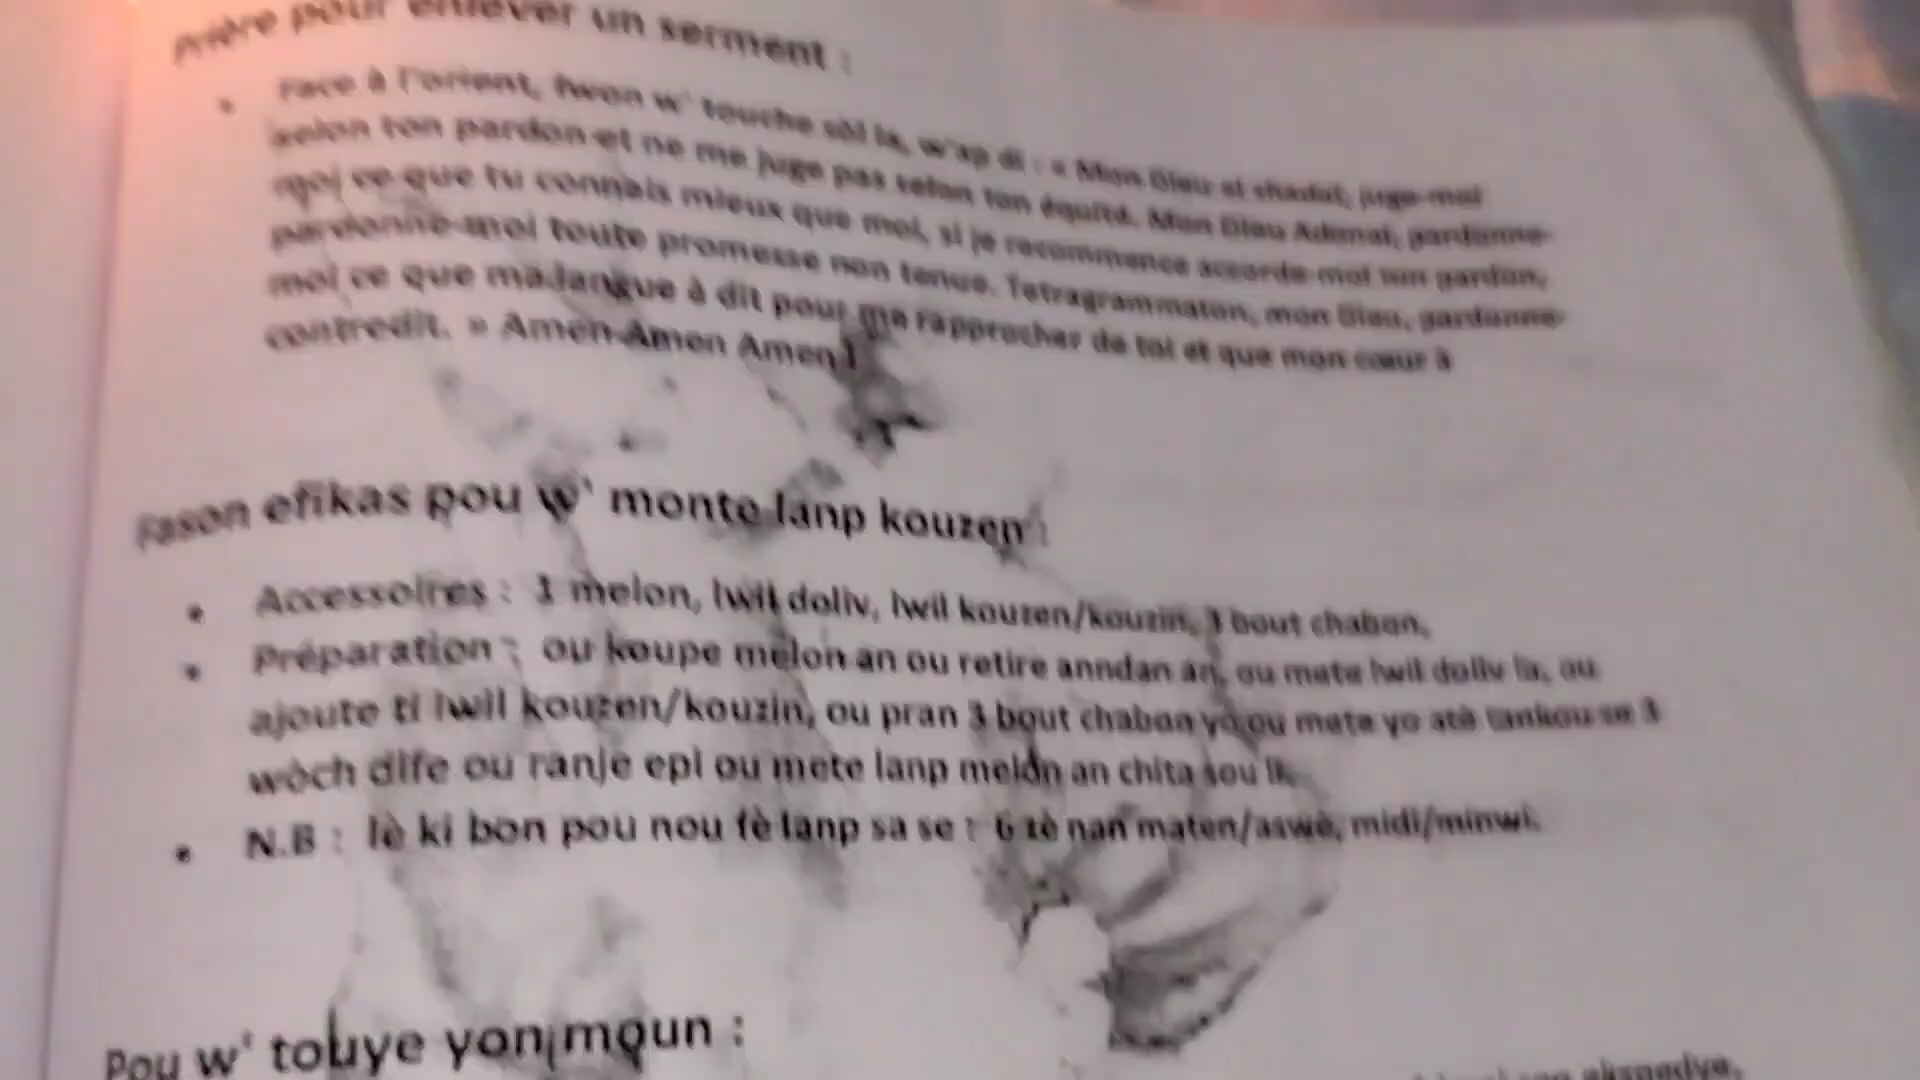 Prière pour enlever un serment :
• Face à l'orient, fwon w' touche sòl la, w'ap di : « Mon Dieu el shadaï, juge-moi
selon ton pardon et ne me juge pas selon ton équité. Mon Dieu Adonaï, pardonne-
moi ce que tu connais mieux que moi, si je recommence accorde-moi ton pardon,
pardonne-moi toute promesse non tenue. Tetragrammaton, mon Dieu, pardonne-
moi ce que ma langue à dit pour me rapprocher de toi et que mon cœur à
contredit. » Amen Amen Amen !
Fason efikas pou w' monte lanp kouzen :
• Accessoires : 1 melon, lwil doliv, lwil kouzen/kouzin, 3 bout chabon,
• Préparation : ou koupe melon an ou retire anndan an, ou mete lwil doliv la, ou
ajoute ti lwil kouzen/kouzin, ou pran 3 bout chabon yo ou mete yo atè tankou se 3
wòch dife ou ranje epi ou mete lanp melon an chita sou li.
• N.B : lè ki bon pou nou fè lanp sa se : 6 zè nan maten/aswè, midi/minwi.
Pou w' touye yon moun :